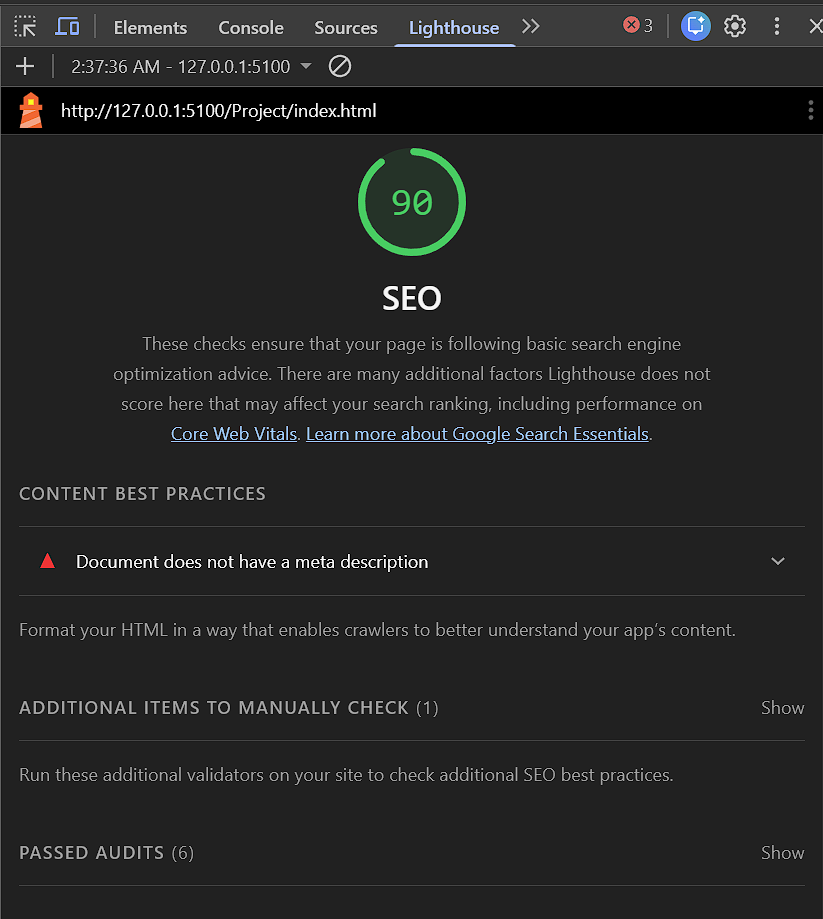 Elements Console Sources Lighthouse 3
2:37:36 AM - 127.0.0.1:5100
http://127.0.0.1:5100/Project/index.html
90
SEO
These checks ensure that your page is following basic search engine
optimization advice. There are many additional factors Lighthouse does not
score here that may affect your search ranking, including performance on
Core Web Vitals. Learn more about Google Search Essentials.
CONTENT BEST PRACTICES
Document does not have a meta description
Format your HTML in a way that enables crawlers to better understand your app’s content.
ADDITIONAL ITEMS TO MANUALLY CHECK (1) Show
Run these additional validators on your site to check additional SEO best practices.
PASSED AUDITS (6) Show